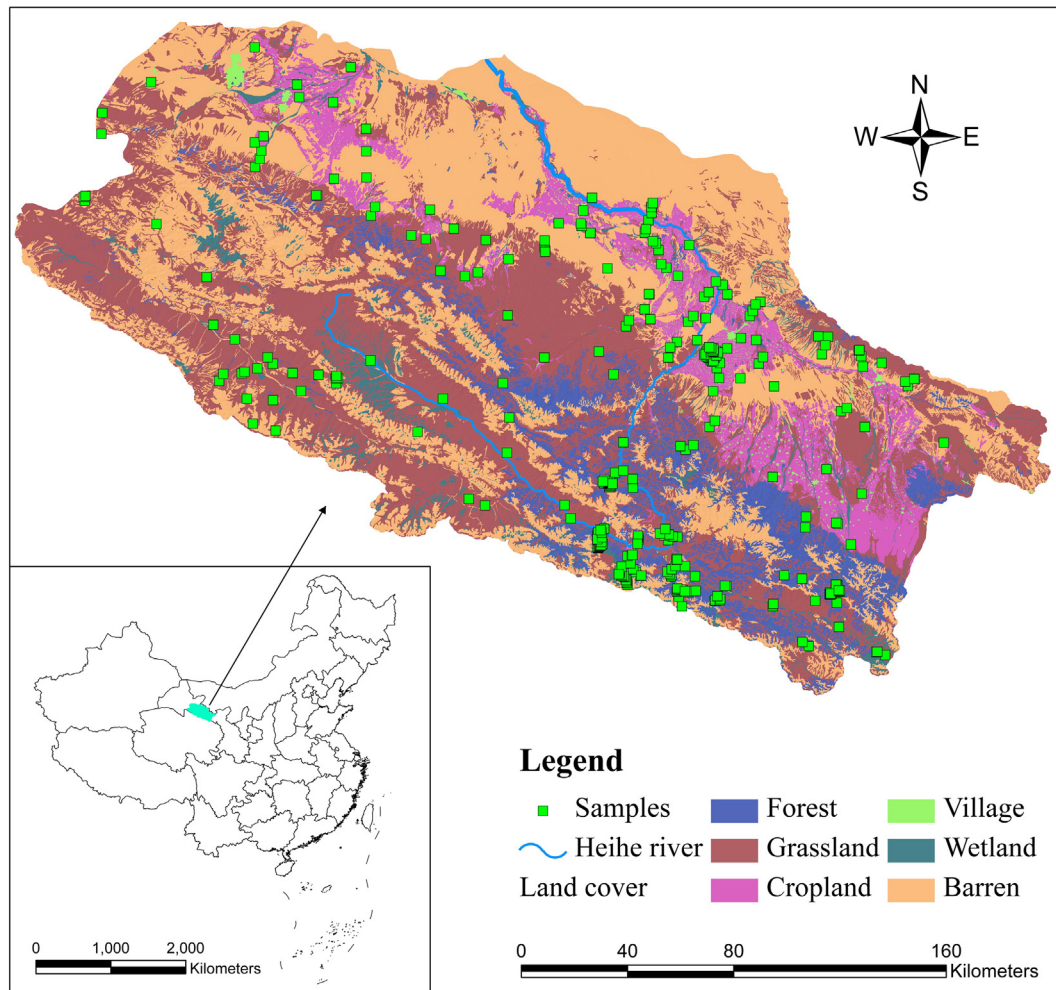 N
W E
S
Legend
Samples Forest Village
Heihe river Grassland Wetland
Land cover Cropland Barren
0 1,000 2,000
Kilometers
0 40 80 160
Kilometers